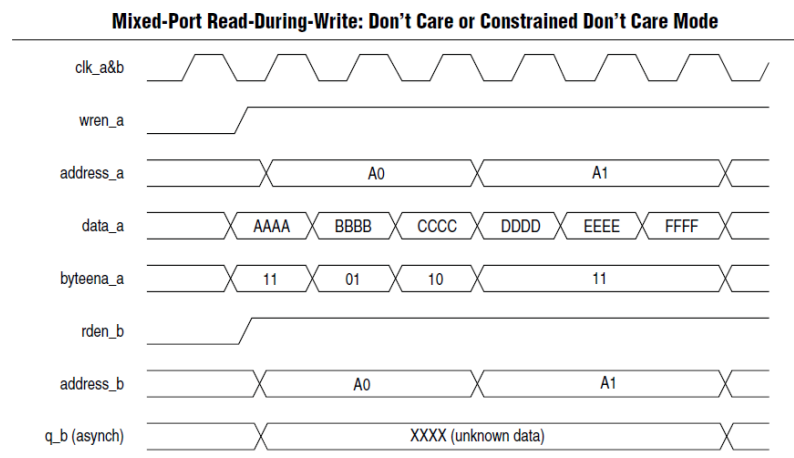 Mixed-Port Read-During-Write: Don't Care or Constrained Don't Care Mode
clk_a&b
wren_a
address_a A0 A1
data_a AAAA BBBB CCCC DDDD EEEE FFFF
byteena_a 11 01 10 11
rden_b
address_b A0 A1
q_b (asynch) XXXX (unknown data)